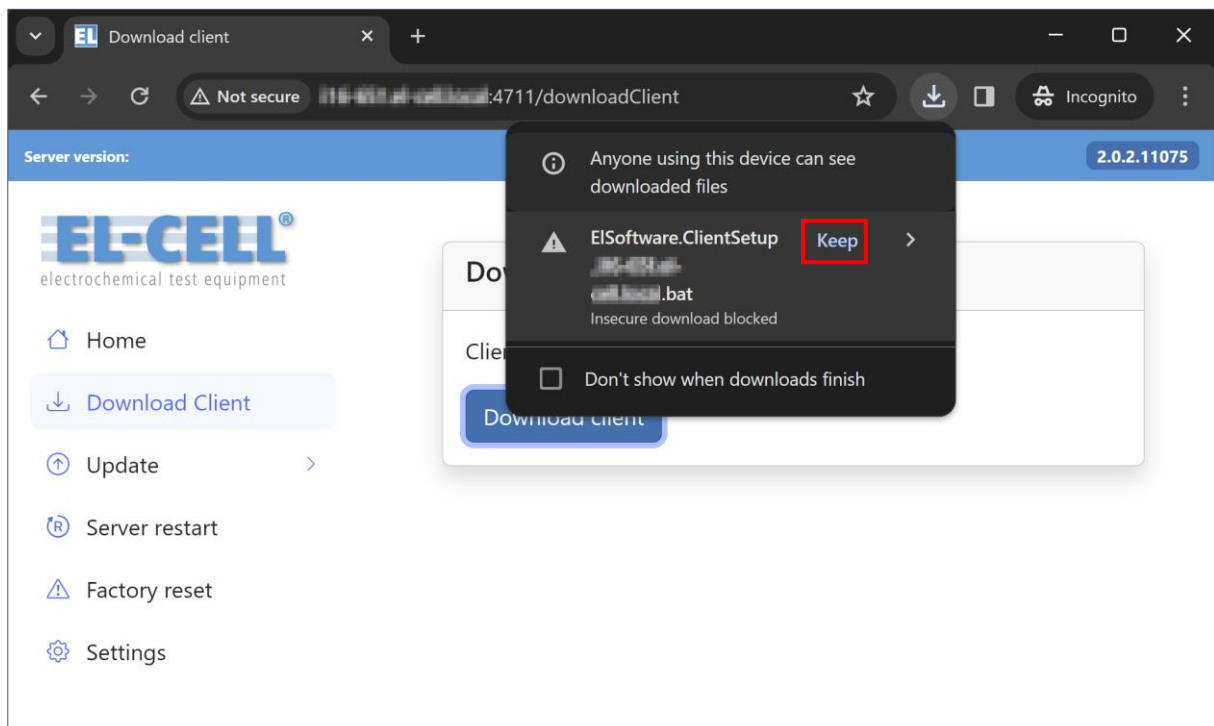 Download client
Not secure :4711/downloadClient
Incognito
Anyone using this device can see
downloaded files
Server version:
2.0.2.11075
ElSoftware.ClientSetup
Keep
.bat
Insecure download blocked
Don't show when downloads finish
EL-CELL®
electrochemical test equipment
Home
Download Client
Update
Server restart
Factory reset
Settings
Download client